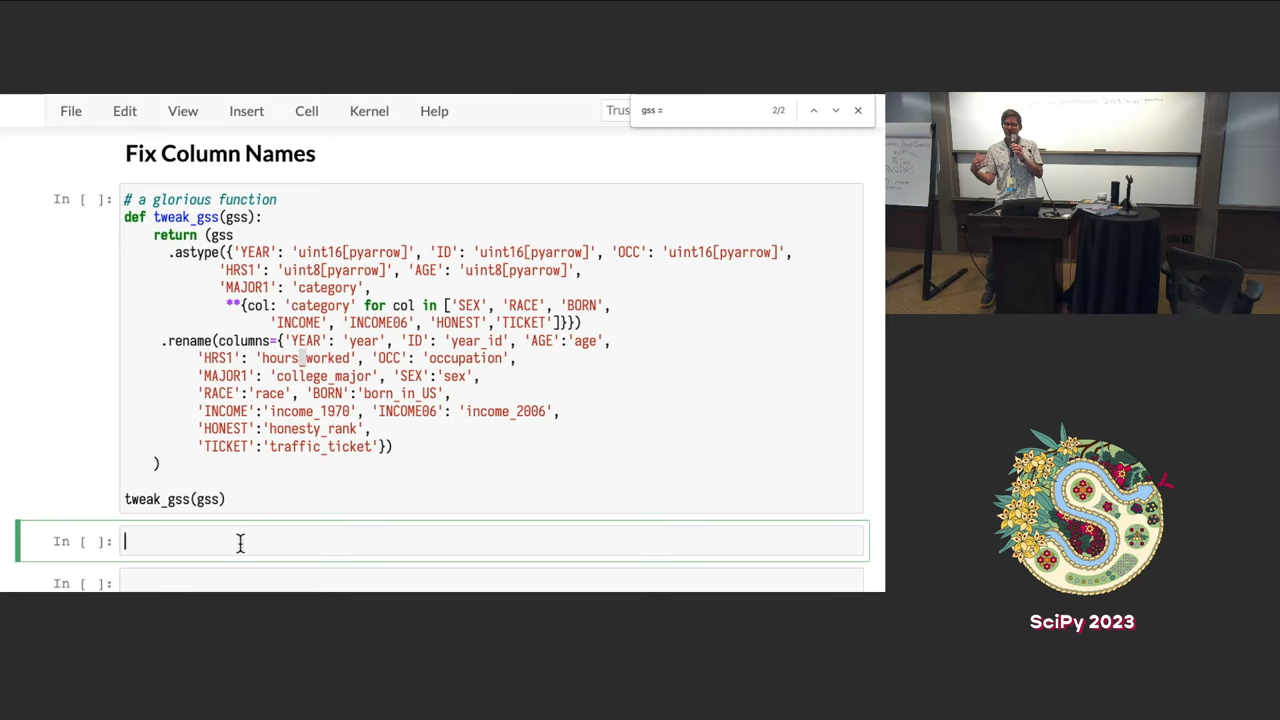 File Edit View Insert Cell Kernel Help
Trus
gss =
2/2
Fix Column Names
In [ ]:
# a glorious function
def tweak_gss(gss):
    return (gss
      .astype({'YEAR': 'uint16[pyarrow]', 'ID': 'uint16[pyarrow]', 'OCC': 'uint16[pyarrow]',
             'HRS1': 'uint8[pyarrow]', 'AGE': 'uint8[pyarrow]',
             'MAJOR1': 'category',
              **{col: 'category' for col in ['SEX', 'RACE', 'BORN',
                    'INCOME', 'INCOME06', 'HONEST','TICKET']}})
     .rename(columns={'YEAR': 'year', 'ID': 'year_id', 'AGE':'age',
          'HRS1': 'hours_worked', 'OCC': 'occupation',
          'MAJOR1': 'college_major', 'SEX':'sex',
          'RACE':'race', 'BORN':'born_in_US',
          'INCOME':'income_1970', 'INCOME06': 'income_2006',
          'HONEST':'honesty_rank',
          'TICKET':'traffic_ticket'})
    )
tweak_gss(gss)
In [ ]:
In [ ]:
SciPy 2023